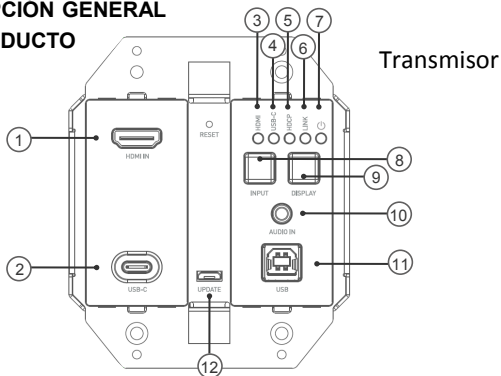 PCIÓN GENERAL
DUCTO
Transmisor
3
5
7
4
6
HDMI
USB-C
HDCP
LINK
1
HDMI IN
RESET
8
INPUT
DISPLAY
9
AUDIO IN
10
2
USB-C
UPDATE
USB
11
12